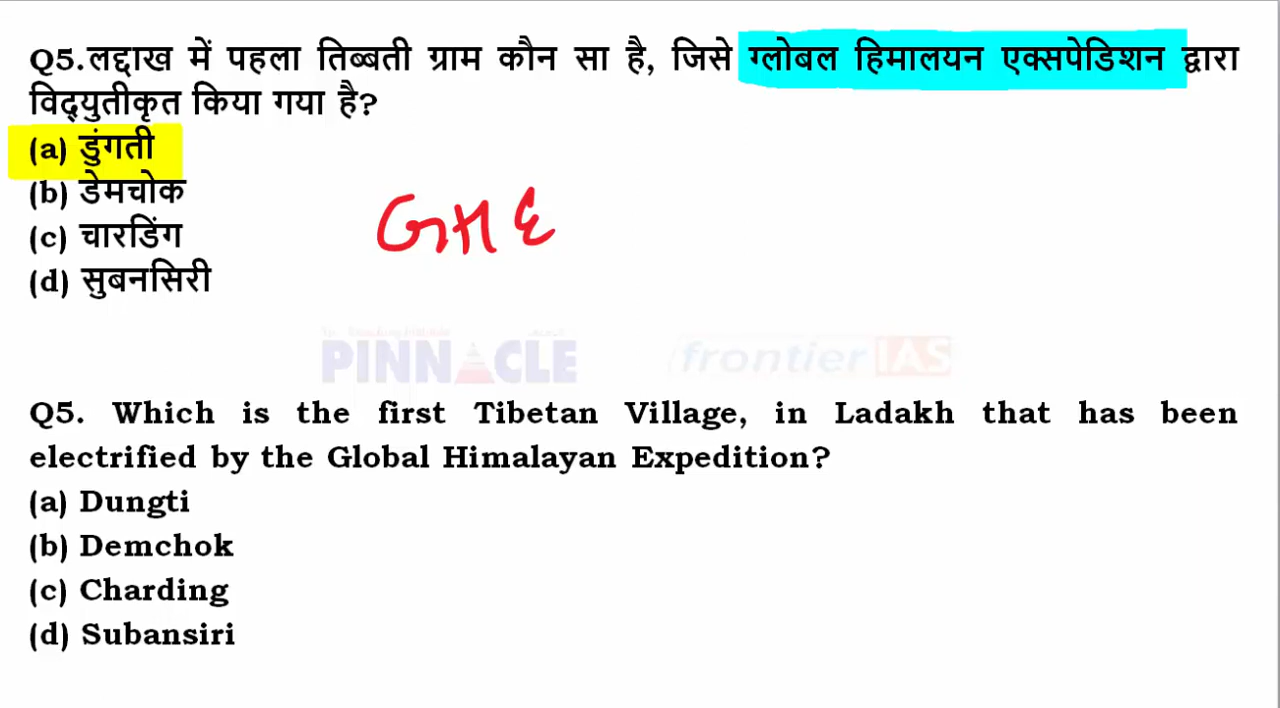 Q5.लद्दाख में पहला तिब्बती ग्राम कौन सा है, जिसे ग्लोबल हिमालयन एक्सपेडिशन द्वारा
विद्युतीकृत किया गया है?
(a) डुंगती
(b) डेमचोक
(c) चारडिंग
(d) सुबनसिरी
GHE
PINNACLE
frontier IAS
Q5. Which is the first Tibetan Village, in Ladakh that has been
electrified by the Global Himalayan Expedition?
(a) Dungti
(b) Demchok
(c) Charding
(d) Subansiri